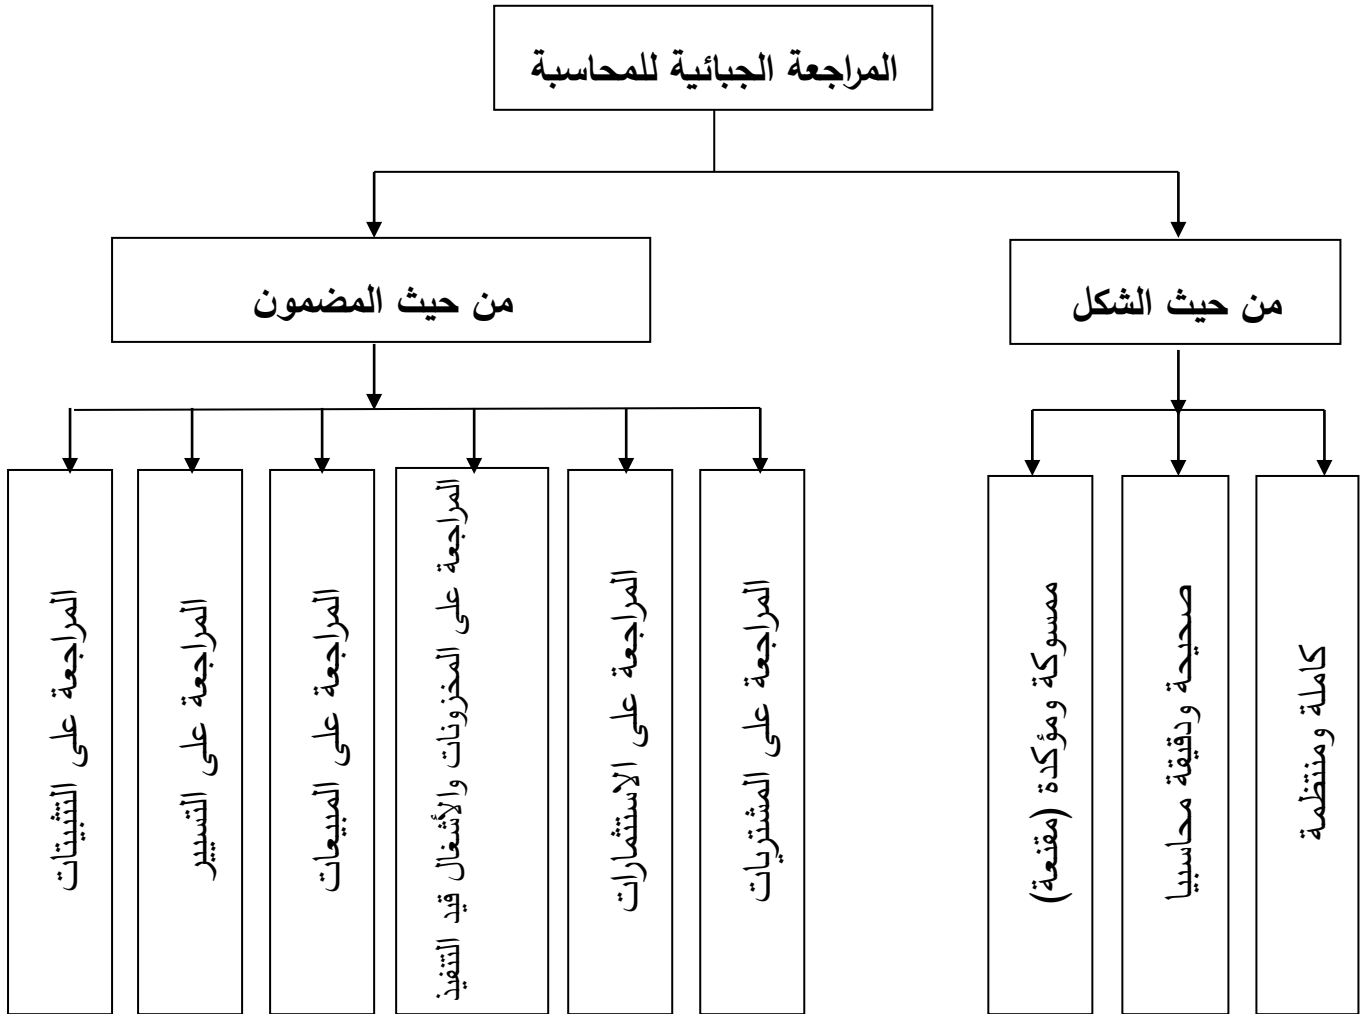 المراجعة الجبائية للمحاسبة
من حيث الشكل
من حيث المضمون
كاملة ومنتظمة
صحيحة ودقيقة محاسبيا
ممسوكة ومؤكدة (مقنعة)
المراجعة على المشتريات
المراجعة على الاستثمارات
المراجعة على المخزونات والأشغال قيد التنفيذ
المراجعة على المبيعات
المراجعة على التسيير
المراجعة على التثبيتات